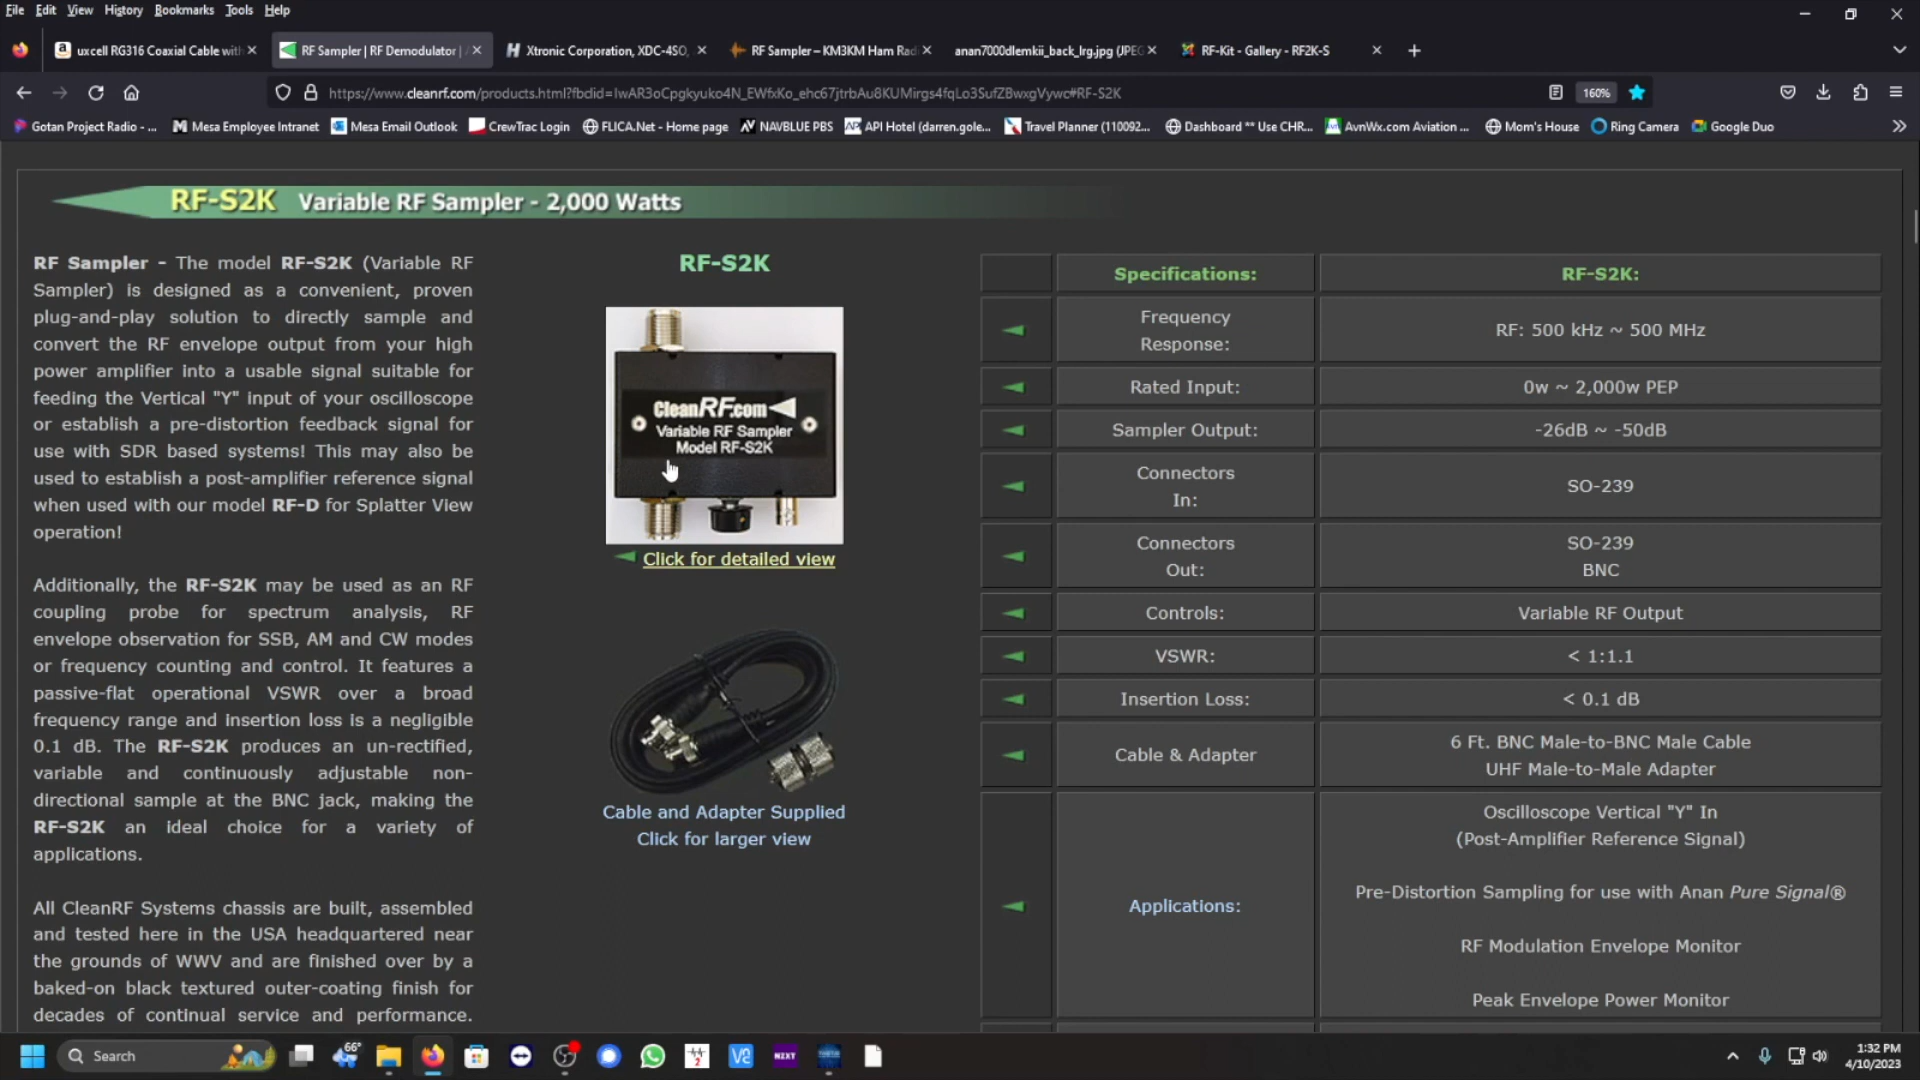 File Edit View History Bookmarks Tools Help
uxcell RG316 Coaxial Cable with
RF Sampler | RF Demodulator |
Xtronic Corporation, XDC-4SO,
RF Sampler – KM3KM Ham Radi
anan7000dlemkii_back_lrg.jpg (JPEG
RF-Kit - Gallery - RF2K-S
160%
Gotan Project Radio - ...
Mesa Employee Intranet
Mesa Email Outlook
CrewTrac Login
FLICA.Net - Home page
NAVBLUE PBS
API Hotel (darren.gole...
Travel Planner (110092...
Dashboard ** Use CHR...
AvnWx.com Aviation ...
Mom's House
Ring Camera
Google Duo
RF-S2K Variable RF Sampler - 2,000 Watts
RF Sampler - The model RF-S2K (Variable RF
Sampler) is designed as a convenient, proven
plug-and-play solution to directly sample and
convert the RF envelope output from your high
power amplifier into a usable signal suitable for
feeding the Vertical "Y" input of your oscilloscope
or establish a pre-distortion feedback signal for
use with SDR based systems! This may also be
used to establish a post-amplifier reference signal
when used with our model RF-D for Splatter View
operation!
Additionally, the RF-S2K may be used as an RF
coupling probe for spectrum analysis, RF
envelope observation for SSB, AM and CW modes
or frequency counting and control. It features a
passive-flat operational VSWR over a broad
frequency range and insertion loss is a negligible
0.1 dB. The RF-S2K produces an un-rectified,
variable and continuously adjustable non-
directional sample at the BNC jack, making the
RF-S2K an ideal choice for a variety of
applications.
All CleanRF Systems chassis are built, assembled
and tested here in the USA headquartered near
the grounds of WWV and are finished over by a
baked-on black textured outer-coating finish for
decades of continual service and performance.
RF-S2K
CleanRF.com
Variable RF Sampler
Model RF-S2K
Click for detailed view
Cable and Adapter Supplied
Click for larger view
Specifications: RF-S2K:
Frequency
Response:
RF: 500 kHz ~ 500 MHz
Rated Input: 0w ~ 2,000w PEP
Sampler Output: -26dB ~ -50dB
Connectors
In:
SO-239
Connectors
Out:
SO-239
BNC
Controls: Variable RF Output
VSWR: < 1:1.1
Insertion Loss: < 0.1 dB
Cable & Adapter
6 Ft. BNC Male-to-BNC Male Cable
UHF Male-to-Male Adapter
Applications:
Oscilloscope Vertical "Y" In
(Post-Amplifier Reference Signal)
Pre-Distortion Sampling for use with Anan Pure Signal®
RF Modulation Envelope Monitor
Peak Envelope Power Monitor
Search
66°
NZXT
1:32 PM
4/10/2023